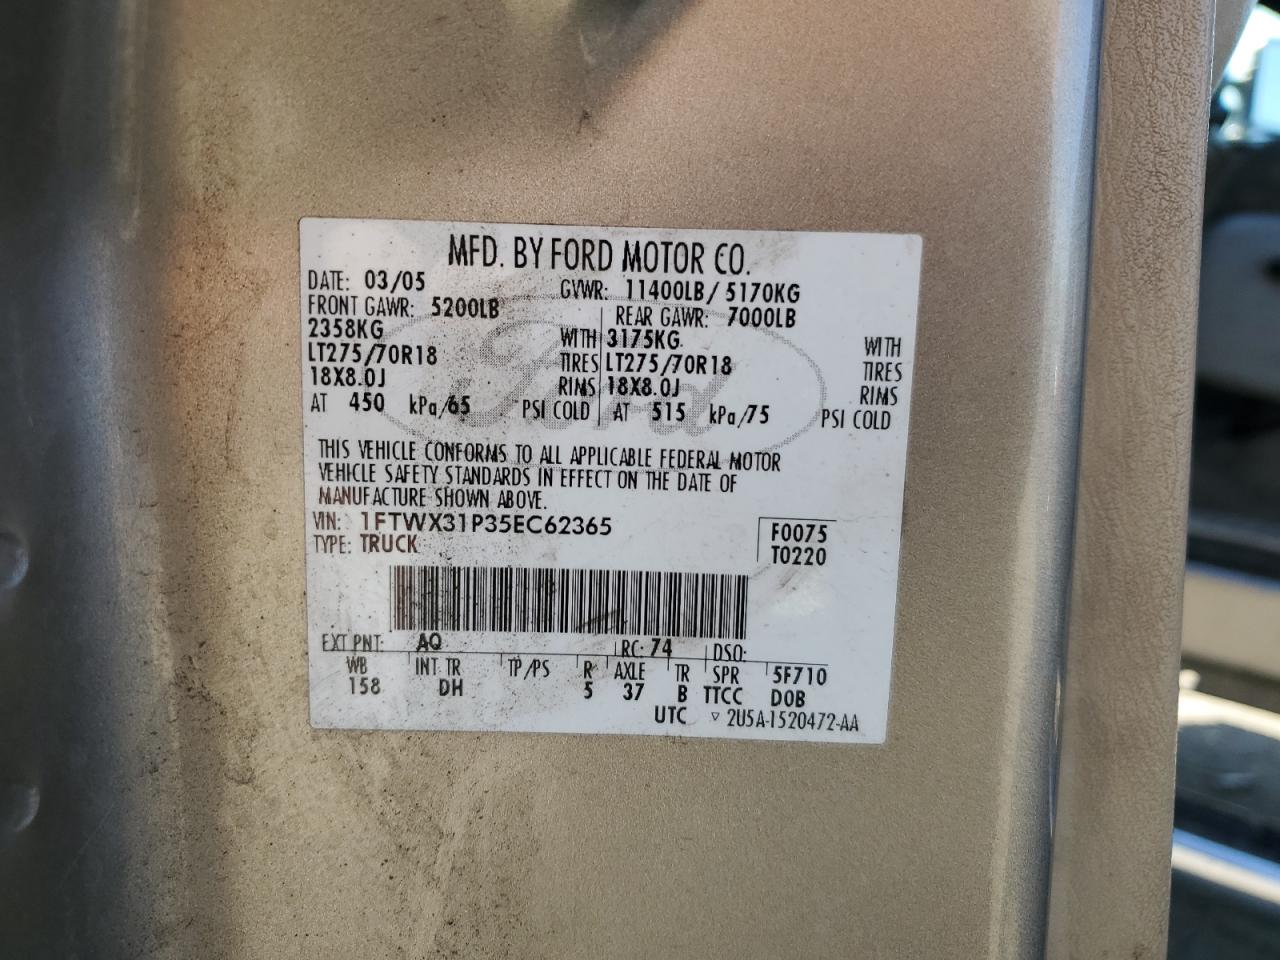 MFD. BY FORD MOTOR CO.
DATE: 03/05 GVWR: 11400LB/ 5170KG
FRONT GAWR: 5200LB REAR GAWR: 7000LB
2358KG WITH 3175KG WITH
LT275/70R18 TIRES LT275/70R18 TIRES
18X8.0J RIMS 18X8.0J RIMS
AT 450 kPa/65 PSI COLD AT 515 kPa/75 PSI COLD
Ford
THIS VEHICLE CONFORMS TO ALL APPLICABLE FEDERAL MOTOR
VEHICLE SAFETY STANDARDS IN EFFECT ON THE DATE OF
MANUFACTURE SHOWN ABOVE.
VIN: 1FTWX31P35EC62365 F0075
TYPE: TRUCK T0220
EXT PNT: AQ RC: 74 DSO:
WB INT TR TP/PS R AXLE TR SPR 5F710
158 DH 5 37 B TTCC DOB
UTC ▽ 2U5A-1520472-AA